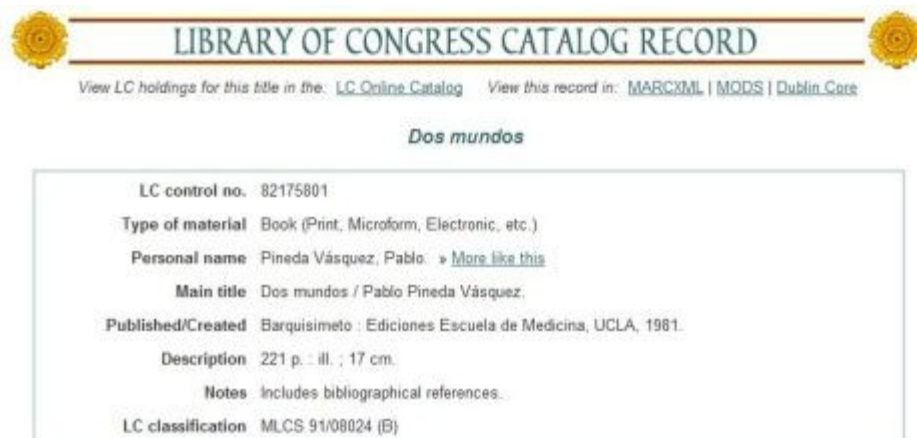 LIBRARY OF CONGRESS CATALOG RECORD
View LC holdings for this title in the: LC Online Catalog View this record in: MARCXML | MODS | Dublin Core
Dos mundos
LC control no. 82175801
Type of material Book (Print, Microform, Electronic, etc.)
Personal name Pineda Vásquez, Pablo. » More like this
Main title Dos mundos / Pablo Pineda Vásquez.
Published/Created Barquisimeto : Ediciones Escuela de Medicina, UCLA, 1981.
Description 221 p. : ill. ; 17 cm.
Notes Includes bibliographical references.
LC classification MLCS 91/08024 (B)